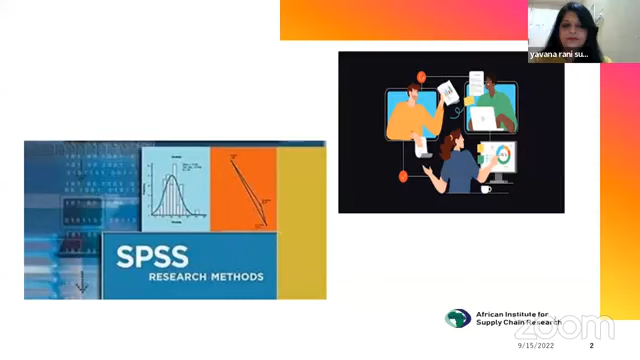 yavana rani su...
SPSS
RESEARCH METHODS
African Institute for
Supply Chain Research
zoom
9/15/2022
2